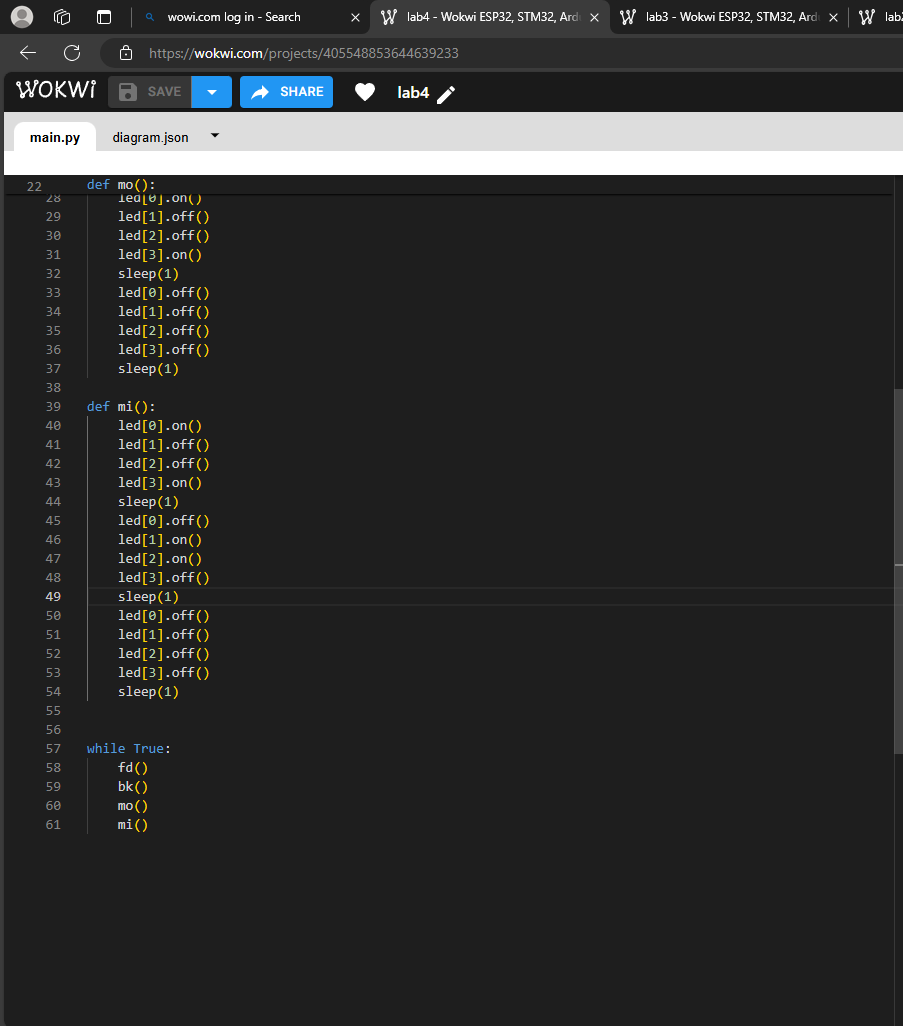 wowi.com log in - Search
lab4 - Wokwi ESP32, STM32, Ard
lab3 - Wokwi ESP32, STM32, Ard
lab2
https://wokwi.com/projects/405548853644639233
WOKWI SAVE SHARE lab4
main.py diagram.json
22 def mo():
28 led[0].on()
29 led[1].off()
30 led[2].off()
31 led[3].on()
32 sleep(1)
33 led[0].off()
34 led[1].off()
35 led[2].off()
36 led[3].off()
37 sleep(1)
38
39 def mi():
40 led[0].on()
41 led[1].off()
42 led[2].off()
43 led[3].on()
44 sleep(1)
45 led[0].off()
46 led[1].on()
47 led[2].on()
48 led[3].off()
49 sleep(1)
50 led[0].off()
51 led[1].off()
52 led[2].off()
53 led[3].off()
54 sleep(1)
55
56
57 while True:
58 fd()
59 bk()
60 mo()
61 mi()